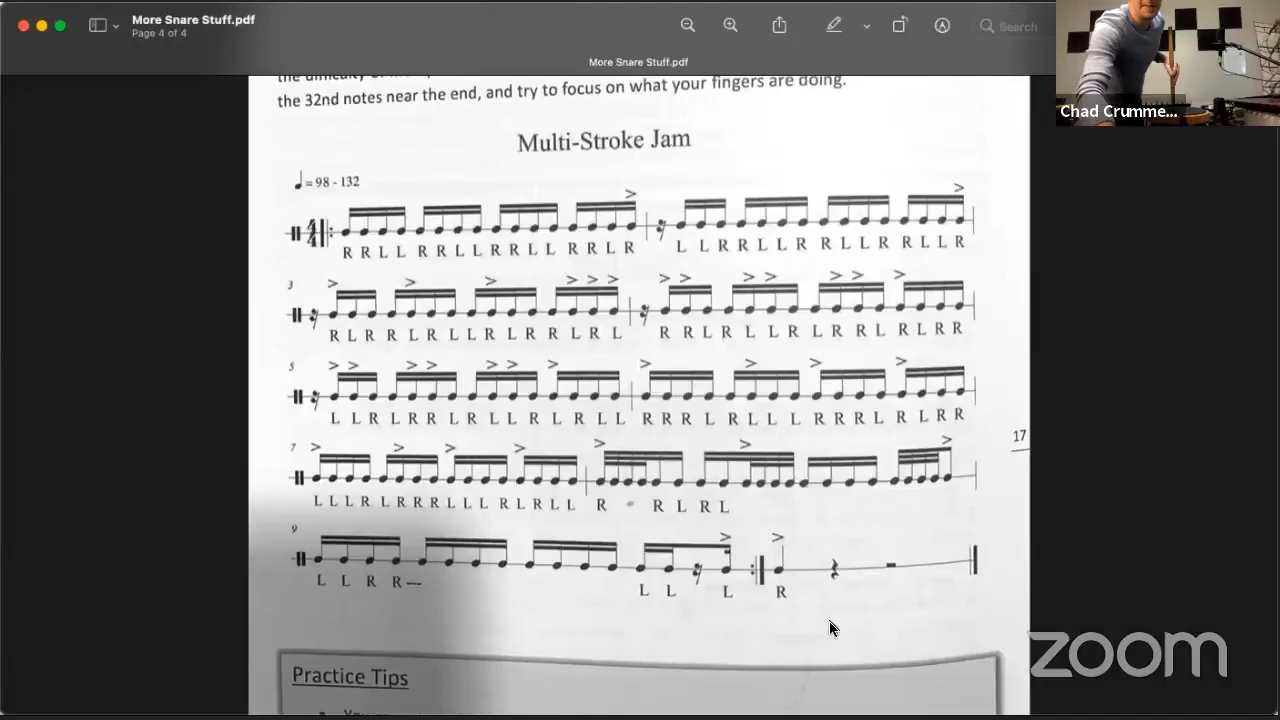 More Snare Stuff.pdf
Page 4 of 4
Search
More Snare Stuff.pdf
Chad Crumme...
the 32nd notes near the end, and try to focus on what your fingers are doing.
Multi-Stroke Jam
= 98 - 132
4
4
R R L L R R L L R R L L R R L R L L R R L L R R L L R R L L R
3
R L R R L R L L R L R R L R L R R L R L L R L R R L R L R R
5
L L R L R R L R L L R L R L L R R R L R L L L R R R L R L R R
17
7
L L L R L R R R L L L R L R L L R - R L R L
9
L L R R --- L L L R
Practice Tips
zoom